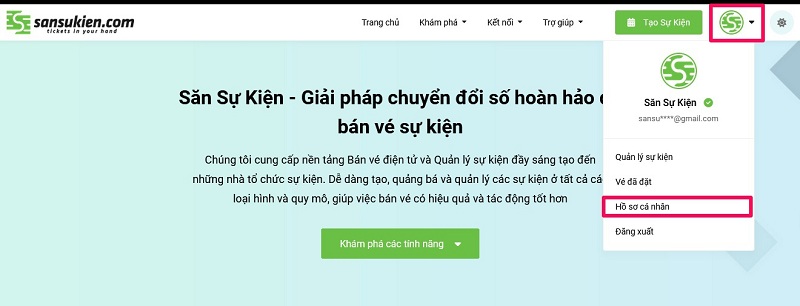 sansukien.com
tickets in your hand
Trang chủ Khám phá Kết nối Trợ giúp Tạo Sự Kiện
Săn Sự Kiện
sansu****@gmail.com
Quản lý sự kiện
Vé đã đặt
Hồ sơ cá nhân
Đăng xuất
Săn Sự Kiện - Giải pháp chuyển đổi số hoàn hảo
bán vé sự kiện
Chúng tôi cung cấp nền tảng Bán vé điện tử và Quản lý sự kiện đầy sáng tạo đến
những nhà tổ chức sự kiện. Dễ dàng tạo, quảng bá và quản lý các sự kiện ở tất cả
loại hình và quy mô, giúp việc bán vé có hiệu quả và tác động tốt hơn
Khám phá các tính năng